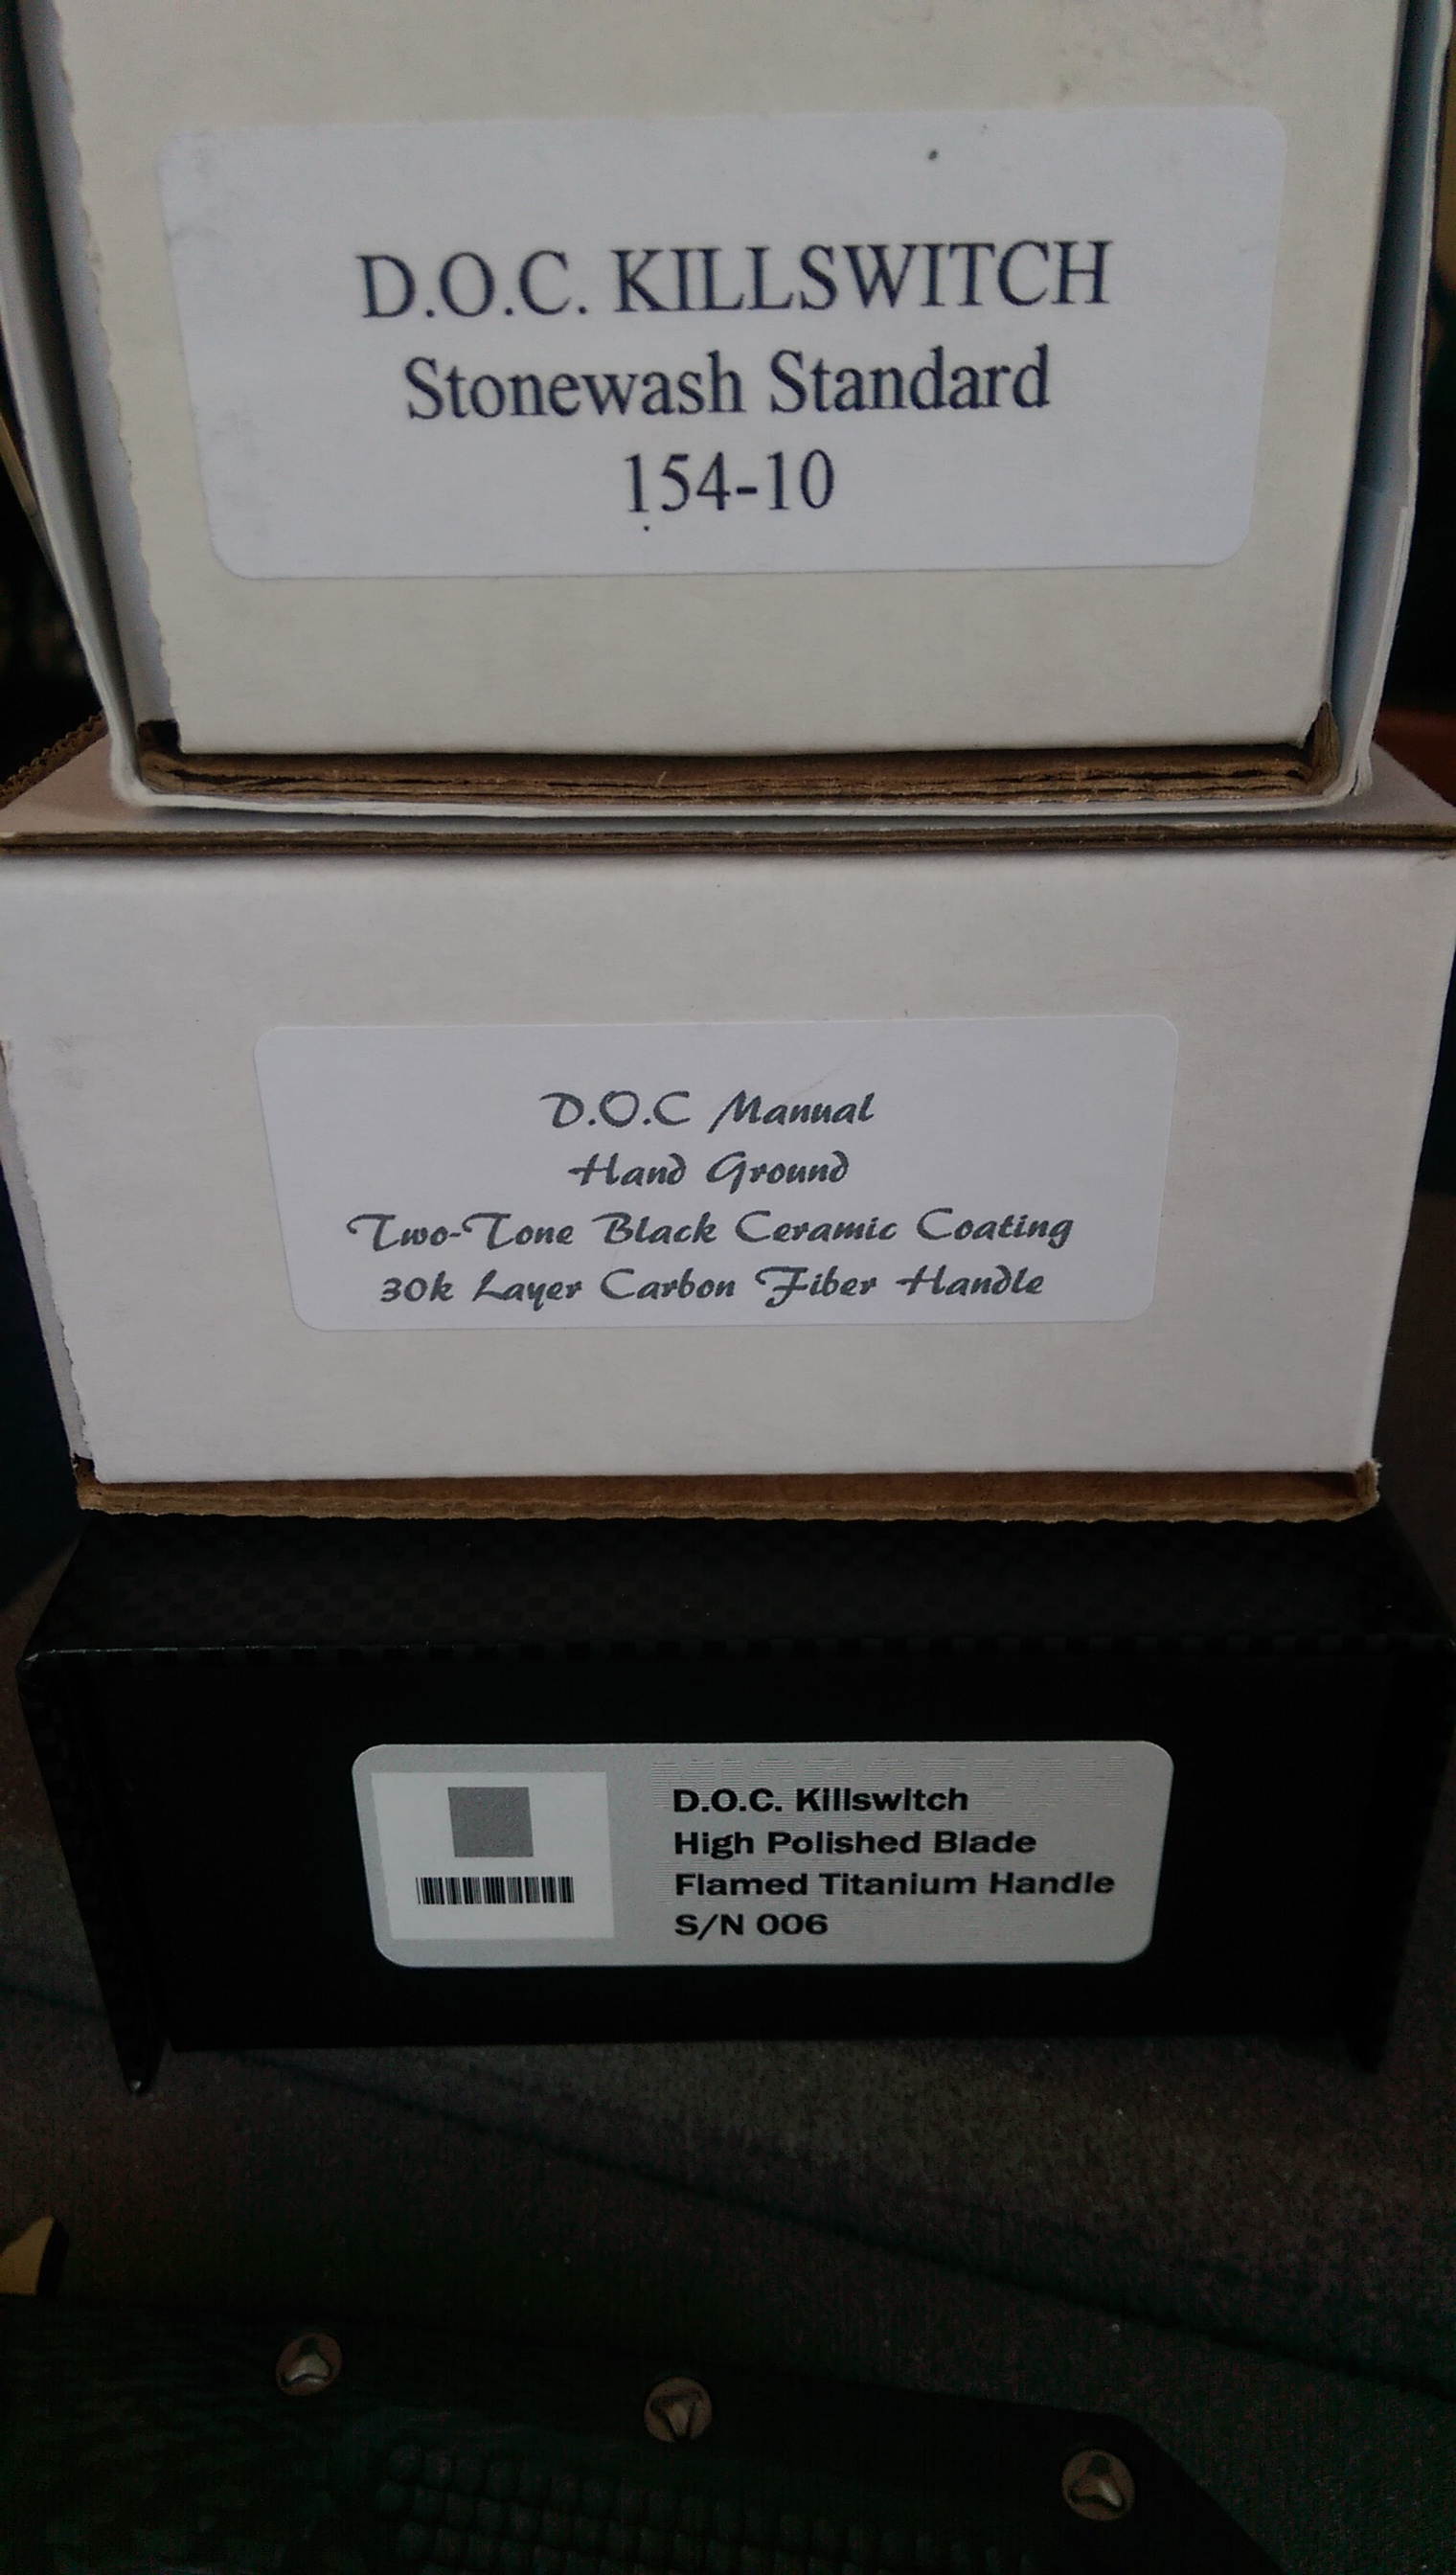 D.O.C. KILLSWITCH
Stonewash Standard
154-10
D.O.C Manual
Hand Ground
Two-Tone Black Ceramic Coating
30k Layer Carbon Fiber Handle
D.O.C. Killswitch
High Polished Blade
Flamed Titanium Handle
S/N 006